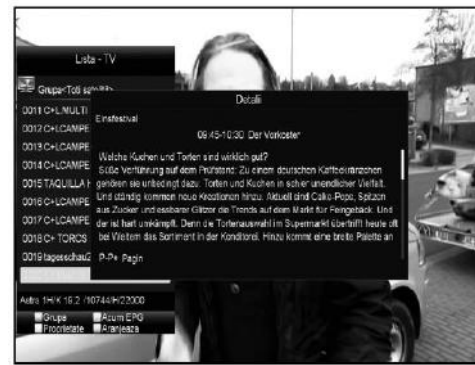 Lista - TV
Grupa<Toti sateliti>
0011 C+L.MULTI
0012 C+LCAMPE
0013 C+LCAMPE
0014 C+LCAMPE
0015 TAQUILLA H
0016 C+LCAMPE
0017 C+LCAMPE
0018 C+ TOROS
0019 tagesschau2
Detalii
Einsfestival
09:45-10:30 Der Vorkoster
Welche Kuchen und Torten sind wirklich gut?
Süße Verführung auf dem Prüfstand: Zu einem deutschen Kaffeekränzchen
gehören sie unbedingt dazu: Torten und Kuchen in schier unendlicher Vielfalt.
Und ständig kommen neue Kreationen hinzu. Aktuell sind Cake-Pops, Spitzen
aus Zucker und essbarer Glitzer die Trends auf dem Markt für Feingebäck. Und
der ist hart umkämpft. Denn die Tortenauswahl im Supermarkt übertrifft heute oft
bei Weitem das Sortiment in der Konditorei. Hinzu kommt eine breite Palette an
P-P+ Pagin
Astra 1H/K 19.2 /10744/H/22000
Grupa
Acum EPG
Proprietate
Aranjeaza